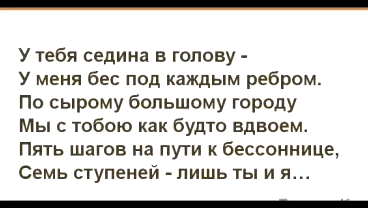 У тебя седина в голову -
У меня бес под каждым ребром.
По сырому большому городу
Мы с тобою как будто вдвоем.
Пять шагов на пути к бессоннице,
Семь ступеней - лишь ты и я...